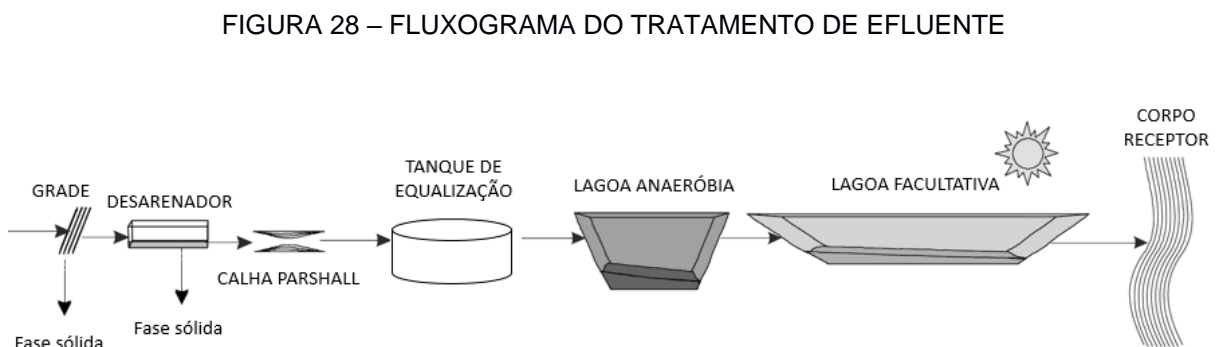 FIGURA 28 – FLUXOGRAMA DO TRATAMENTO DE EFLUENTE
GRADE
Fase sólida
DESARENADOR
Fase sólida
CALHA PARSHALL
TANQUE DE
EQUALIZAÇÃO
LAGOA ANAERÓBIA
LAGOA FACULTATIVA
CORPO
RECEPTOR